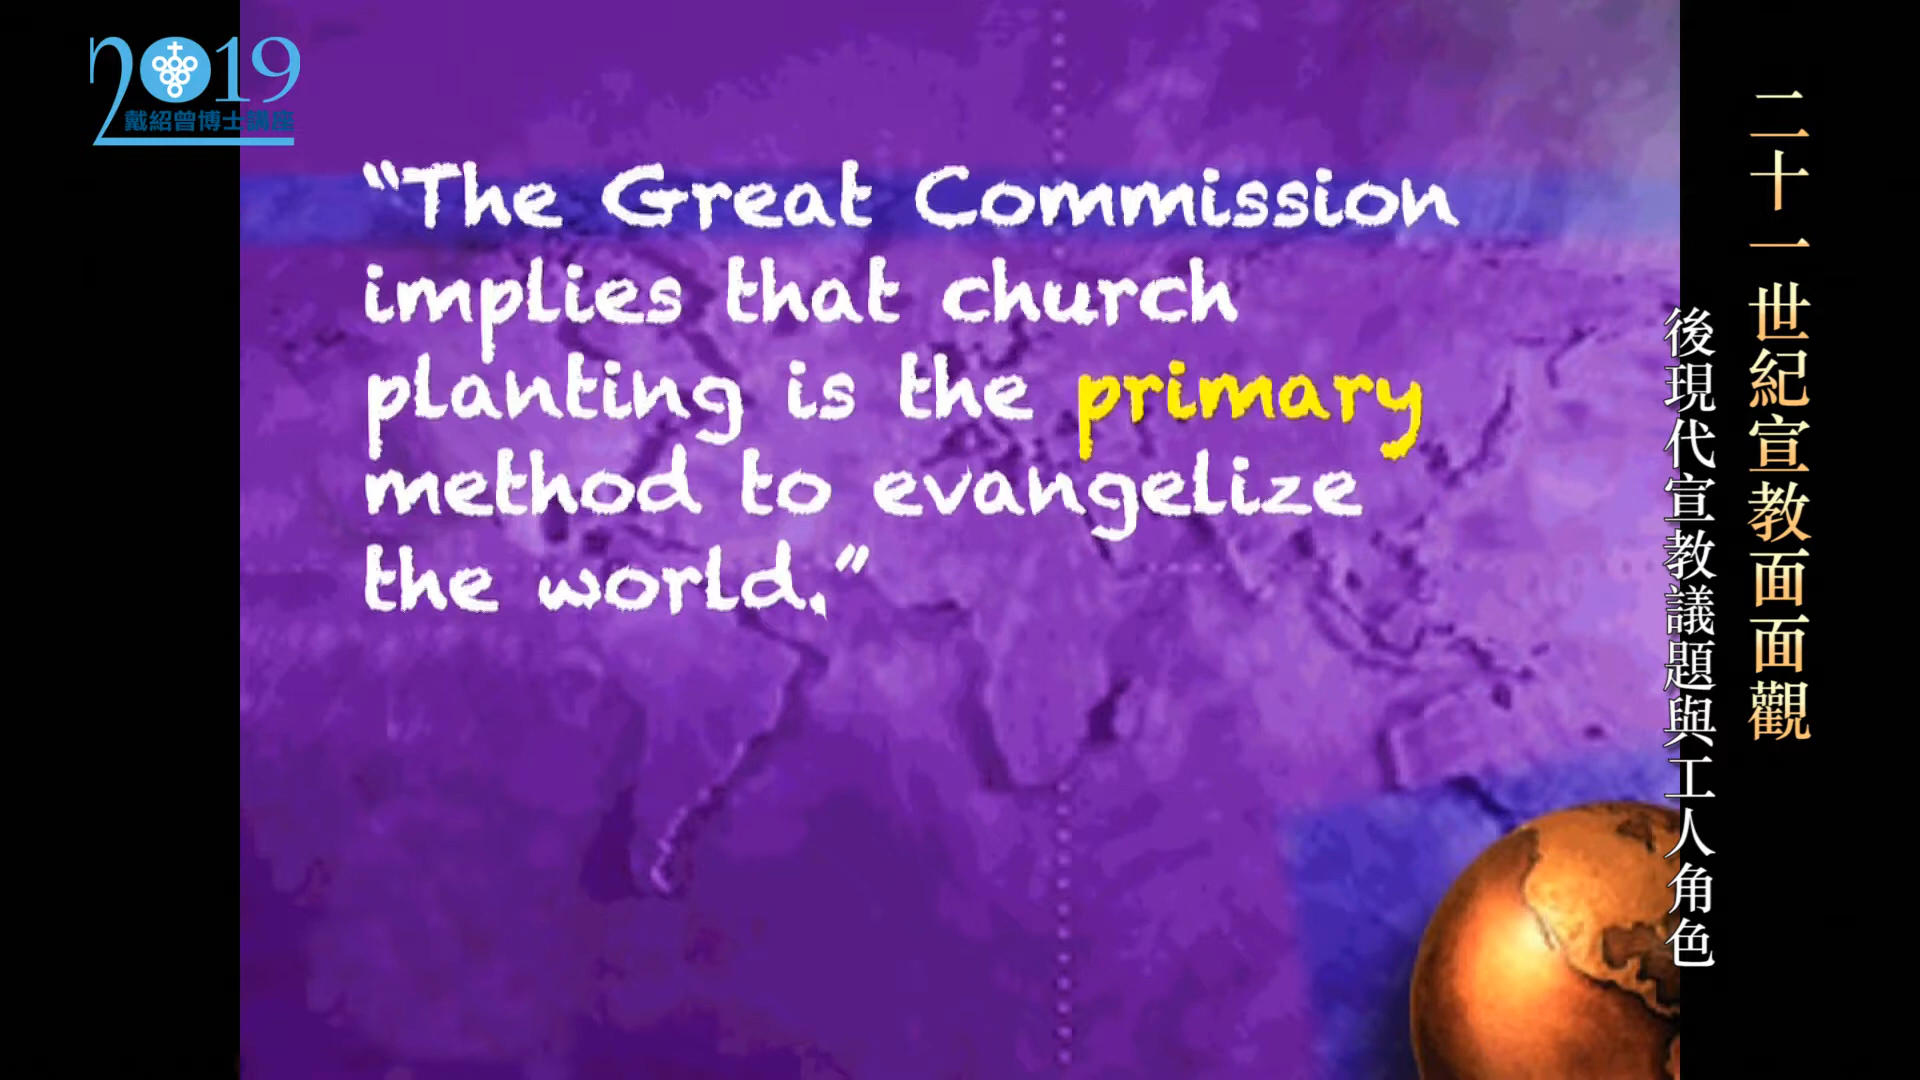 2019
戴紹曾博士講座
“The Great Commission
implies that church
planting is the primary
method to evangelize
the world.”
二十一世紀宣教面面觀
後現代宣教議題與工人角色